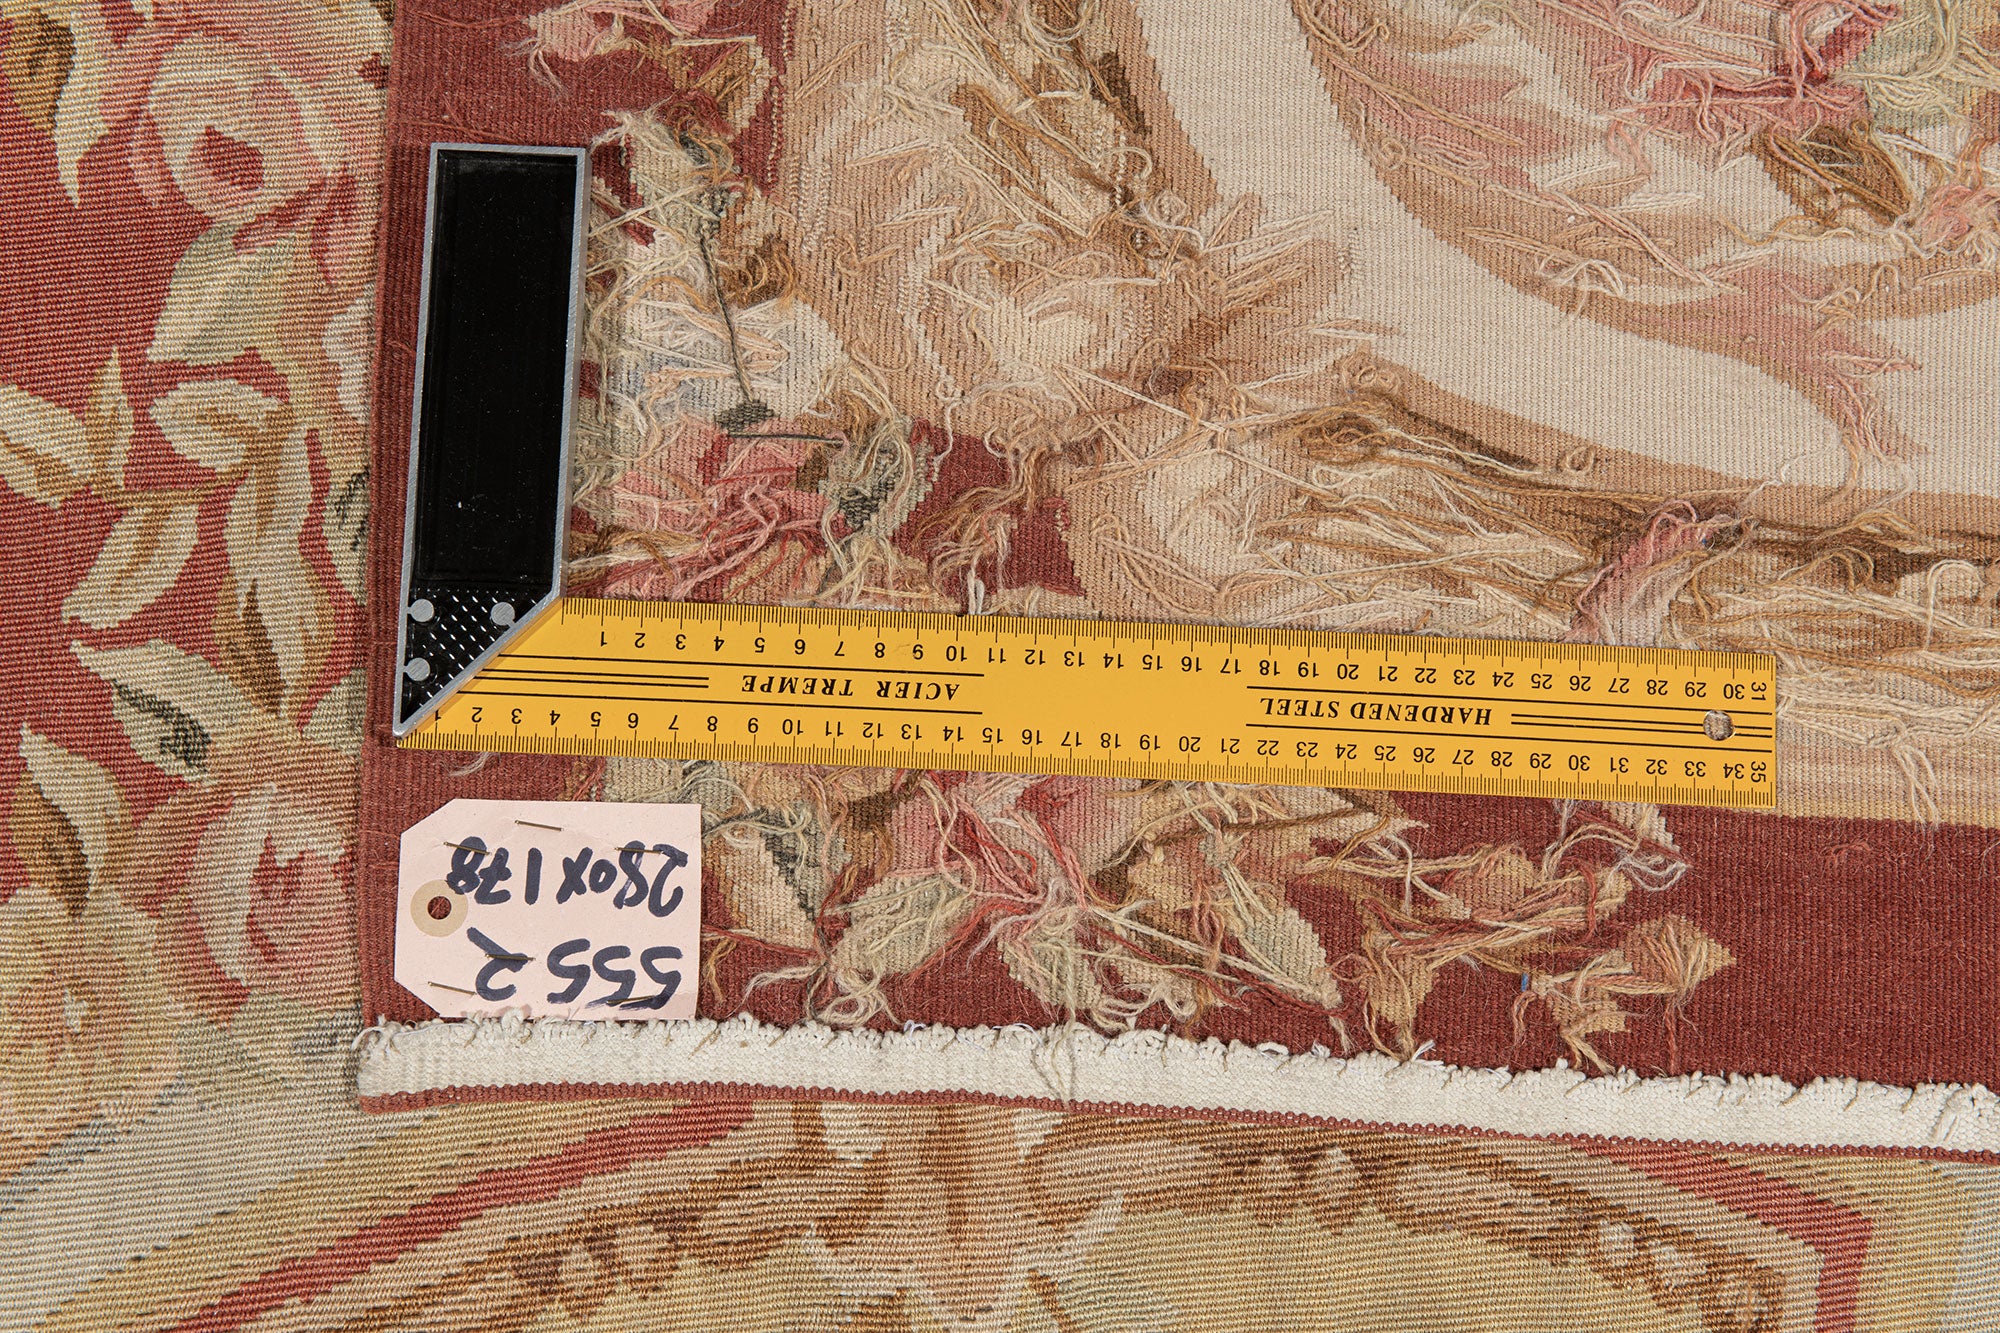 5552
280X178
35 34 33 32 31 30 29 28 27 26 25 24 23 22 21 20 19 18 17 16 15 14 13 12 11 10 9 8 7 6 5 4 3 2 1
HARDENED STEEL
ACIER TREMPE
31 30 29 28 27 26 25 24 23 22 21 20 19 18 17 16 15 14 13 12 11 10 9 8 7 6 5 4 3 2 1